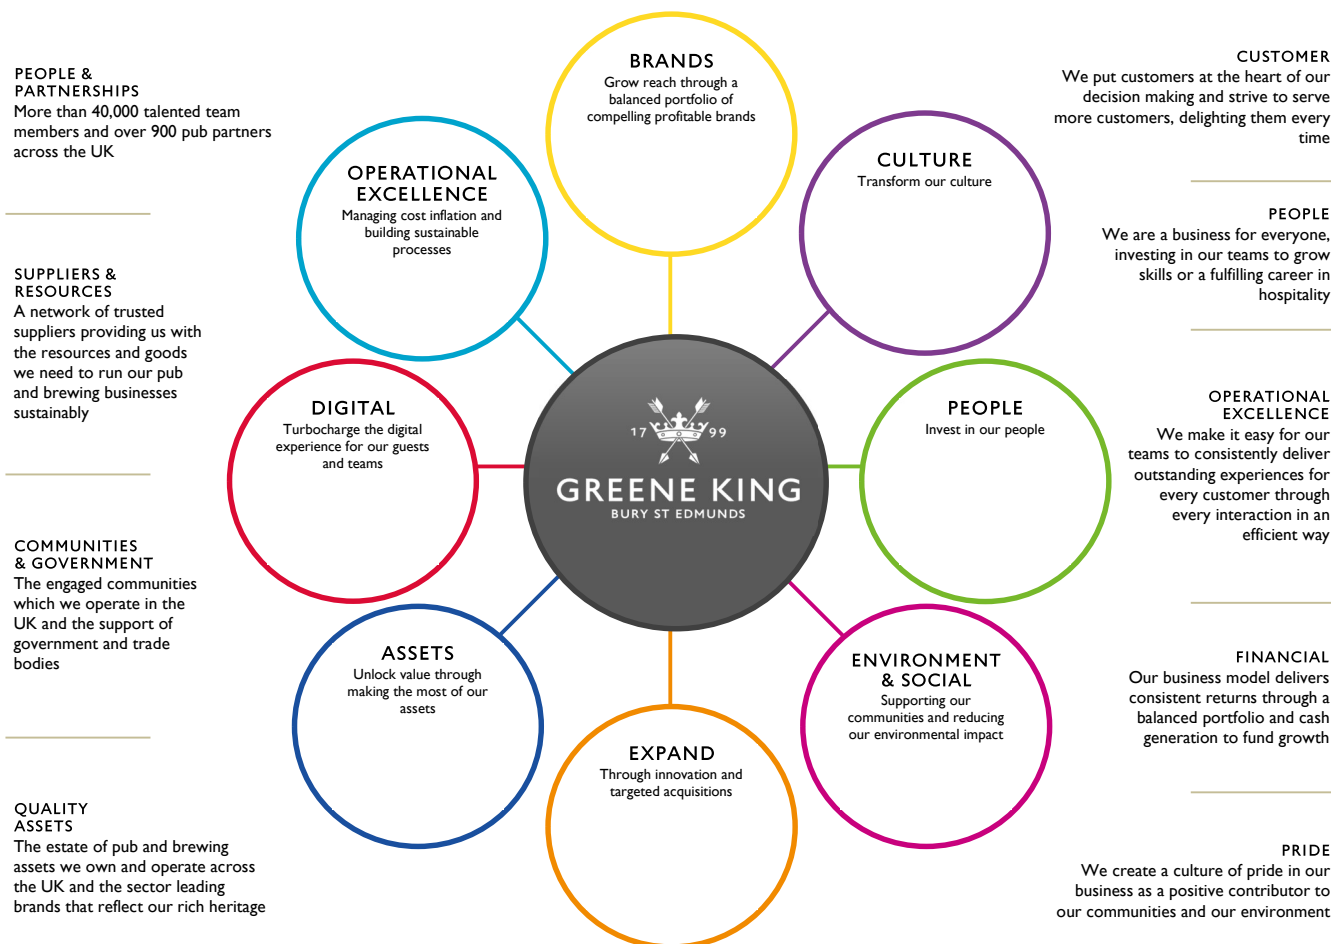 PEOPLE &
PARTNERSHIPS
More than 40,000 talented team
members and over 900 pub partners
across the UK
SUPPLIERS &
RESOURCES
A network of trusted
suppliers providing us with
the resources and goods
we need to run our pub
and brewing businesses
sustainably
COMMUNITIES
& GOVERNMENT
The engaged communities
which we operate in the
UK and the support of
government and trade
bodies
QUALITY
ASSETS
The estate of pub and brewing
assets we own and operate across
the UK and the sector leading
brands that reflect our rich heritage
BRANDS
Grow reach through a
balanced portfolio of
compelling profitable brands
OPERATIONAL
EXCELLENCE
Managing cost inflation and
building sustainable
processes
CULTURE
Transform our culture
DIGITAL
Turbocharge the digital
experience for our guests
and teams
17 99
GREENE KING
BURY ST EDMUNDS
PEOPLE
Invest in our people
ASSETS
Unlock value through
making the most of our
assets
ENVIRONMENT
& SOCIAL
Supporting our
communities and reducing
our environmental impact
EXPAND
Through innovation and
targeted acquisitions
CUSTOMER
We put customers at the heart of our
decision making and strive to serve
more customers, delighting them every
time
PEOPLE
We are a business for everyone,
investing in our teams to grow
skills or a fulfilling career in
hospitality
OPERATIONAL
EXCELLENCE
We make it easy for our
teams to consistently deliver
outstanding experiences for
every customer through
every interaction in an
efficient way
FINANCIAL
Our business model delivers
consistent returns through a
balanced portfolio and cash
generation to fund growth
PRIDE
We create a culture of pride in our
business as a positive contributor to
our communities and our environment